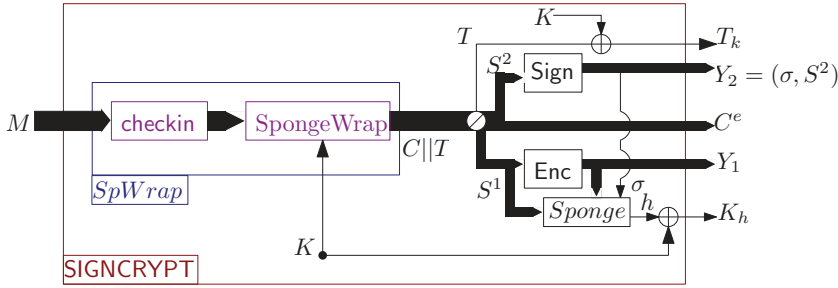 K
T
T_k
S^2
Sign
Y_2 = (σ, S^2)
M
checkin
SpongeWrap
C||T
C^e
Enc
Y_1
SpWrap
S^1
σ
Sponge
h
K_h
K
SIGNCRYPT